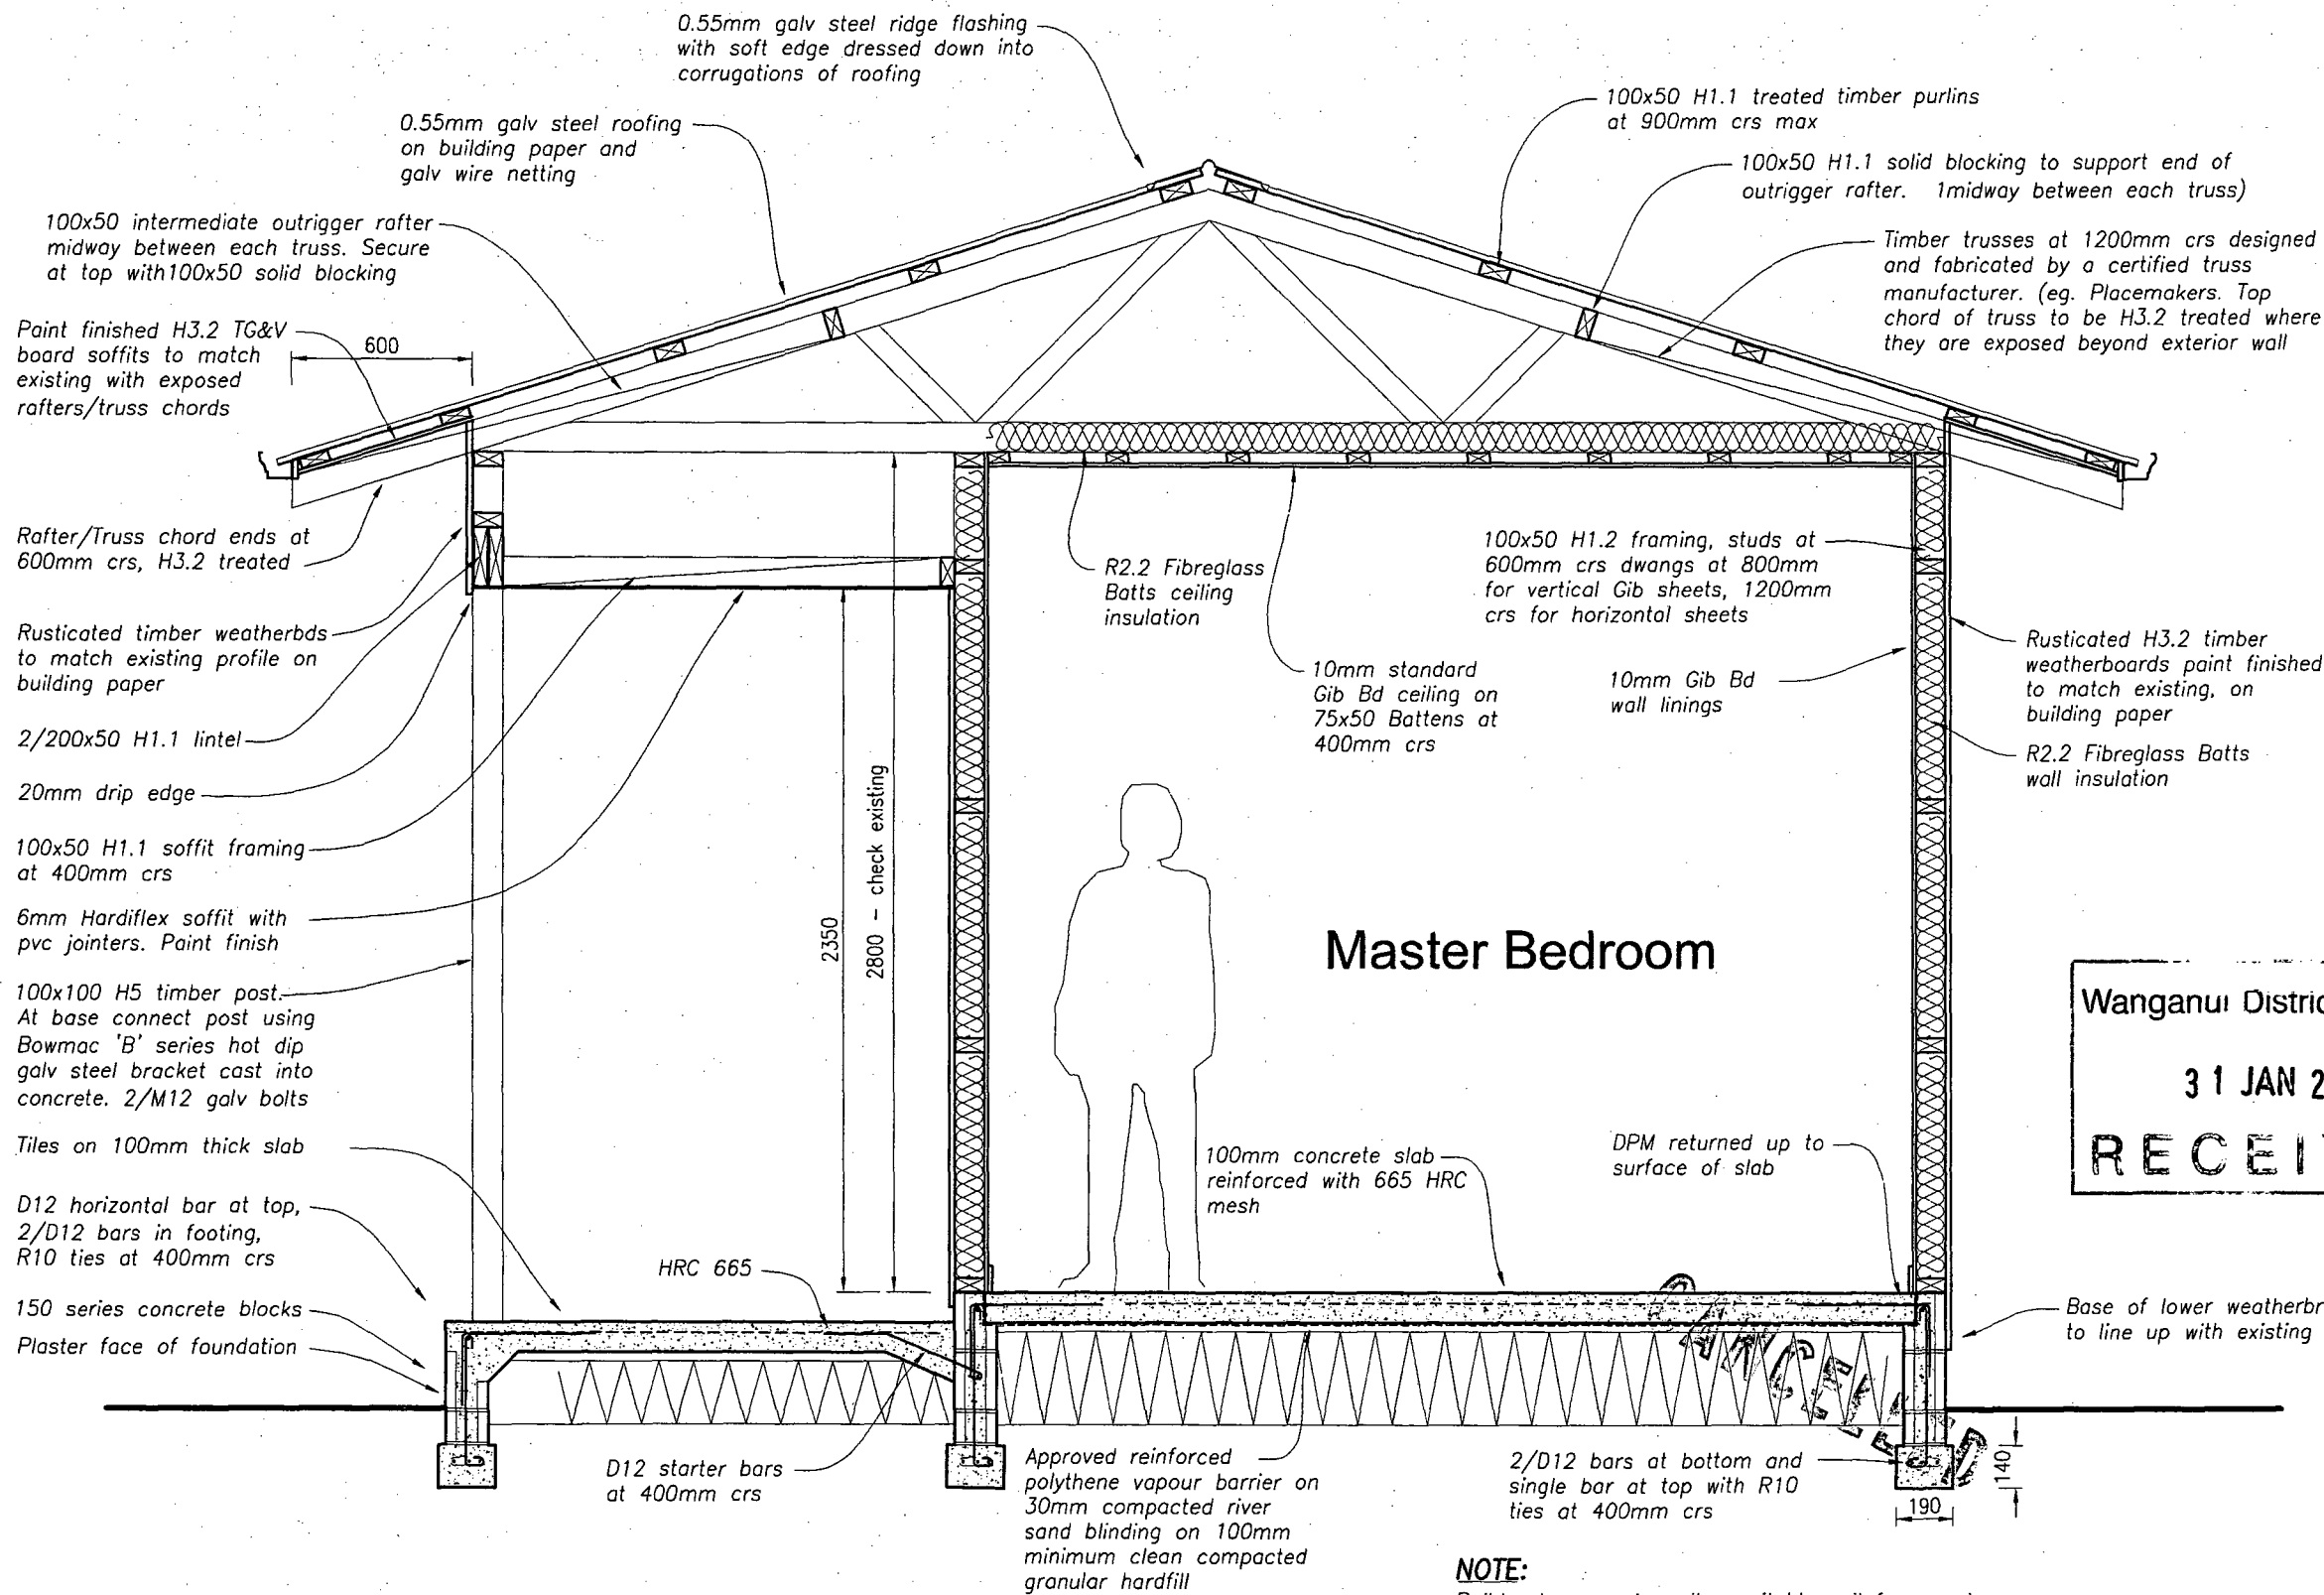 0.55mm galv steel ridge flashing
with soft edge dressed down into
corrugations of roofing
0.55mm galv steel roofing
on building paper and
galv wire netting
100x50 H1.1 treated timber purlins
at 900mm crs max
100x50 H1.1 solid blocking to support end of
outrigger rafter. 1midway between each truss)
100x50 intermediate outrigger rafter
midway between each truss. Secure
at top with100x50 solid blocking
Timber trusses at 1200mm crs designed
and fabricated by a certified truss
manufacturer. (eg. Placemakers. Top
chord of truss to be H3.2 treated where
they are exposed beyond exterior wall
Paint finished H3.2 TG&V
board soffits to match
existing with exposed
rafters/truss chords
600
Rafter/Truss chord ends at
600mm crs, H3.2 treated
R2.2 Fibreglass
Batts ceiling
insulation
100x50 H1.2 framing, studs at
600mm crs dwangs at 800mm
for vertical Gib sheets, 1200mm
crs for horizontal sheets
Rusticated timber weatherbds
to match existing profile on
building paper
10mm standard
Gib Bd ceiling on
75x50 Battens at
400mm crs
10mm Gib Bd
wall linings
Rusticated H3.2 timber
weatherboards paint finished
to match existing, on
building paper
2/200x50 H1.1 lintel
R2.2 Fibreglass Batts
wall insulation
20mm drip edge
100x50 H1.1 soffit framing
at 400mm crs
6mm Hardiflex soffit with
pvc jointers. Paint finish
2350
2800 - check existing
Master Bedroom
100x100 H5 timber post.
At base connect post using
Bowmac 'B' series hot dip
galv steel bracket cast into
concrete. 2/M12 galv bolts
Wanganui Distric
31 JAN 2
RECEI
Tiles on 100mm thick slab
100mm concrete slab
reinforced with 665 HRC
mesh
DPM returned up to
surface of slab
D12 horizontal bar at top,
2/D12 bars in footing,
R10 ties at 400mm crs
HRC 665
150 series concrete blocks
Plaster face of foundation
Base of lower weatherbr
to line up with existing
CANCELLED
D12 starter bars
at 400mm crs
Approved reinforced
polythene vapour barrier on
30mm compacted river
sand blinding on 100mm
minimum clean compacted
granular hardfill
2/D12 bars at bottom and
single bar at top with R10
ties at 400mm crs
140
190
NOTE: